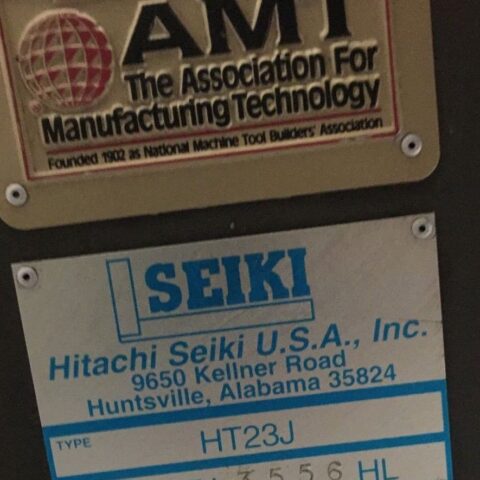 AMT
The Association For
Manufacturing Technology
Founded 1902 as National Machine Tool Builders' Association
SEIKI
Hitachi Seiki U.S.A., Inc.
9650 Kellner Road
Huntsville, Alabama 35824
TYPE HT23J
3556 HL